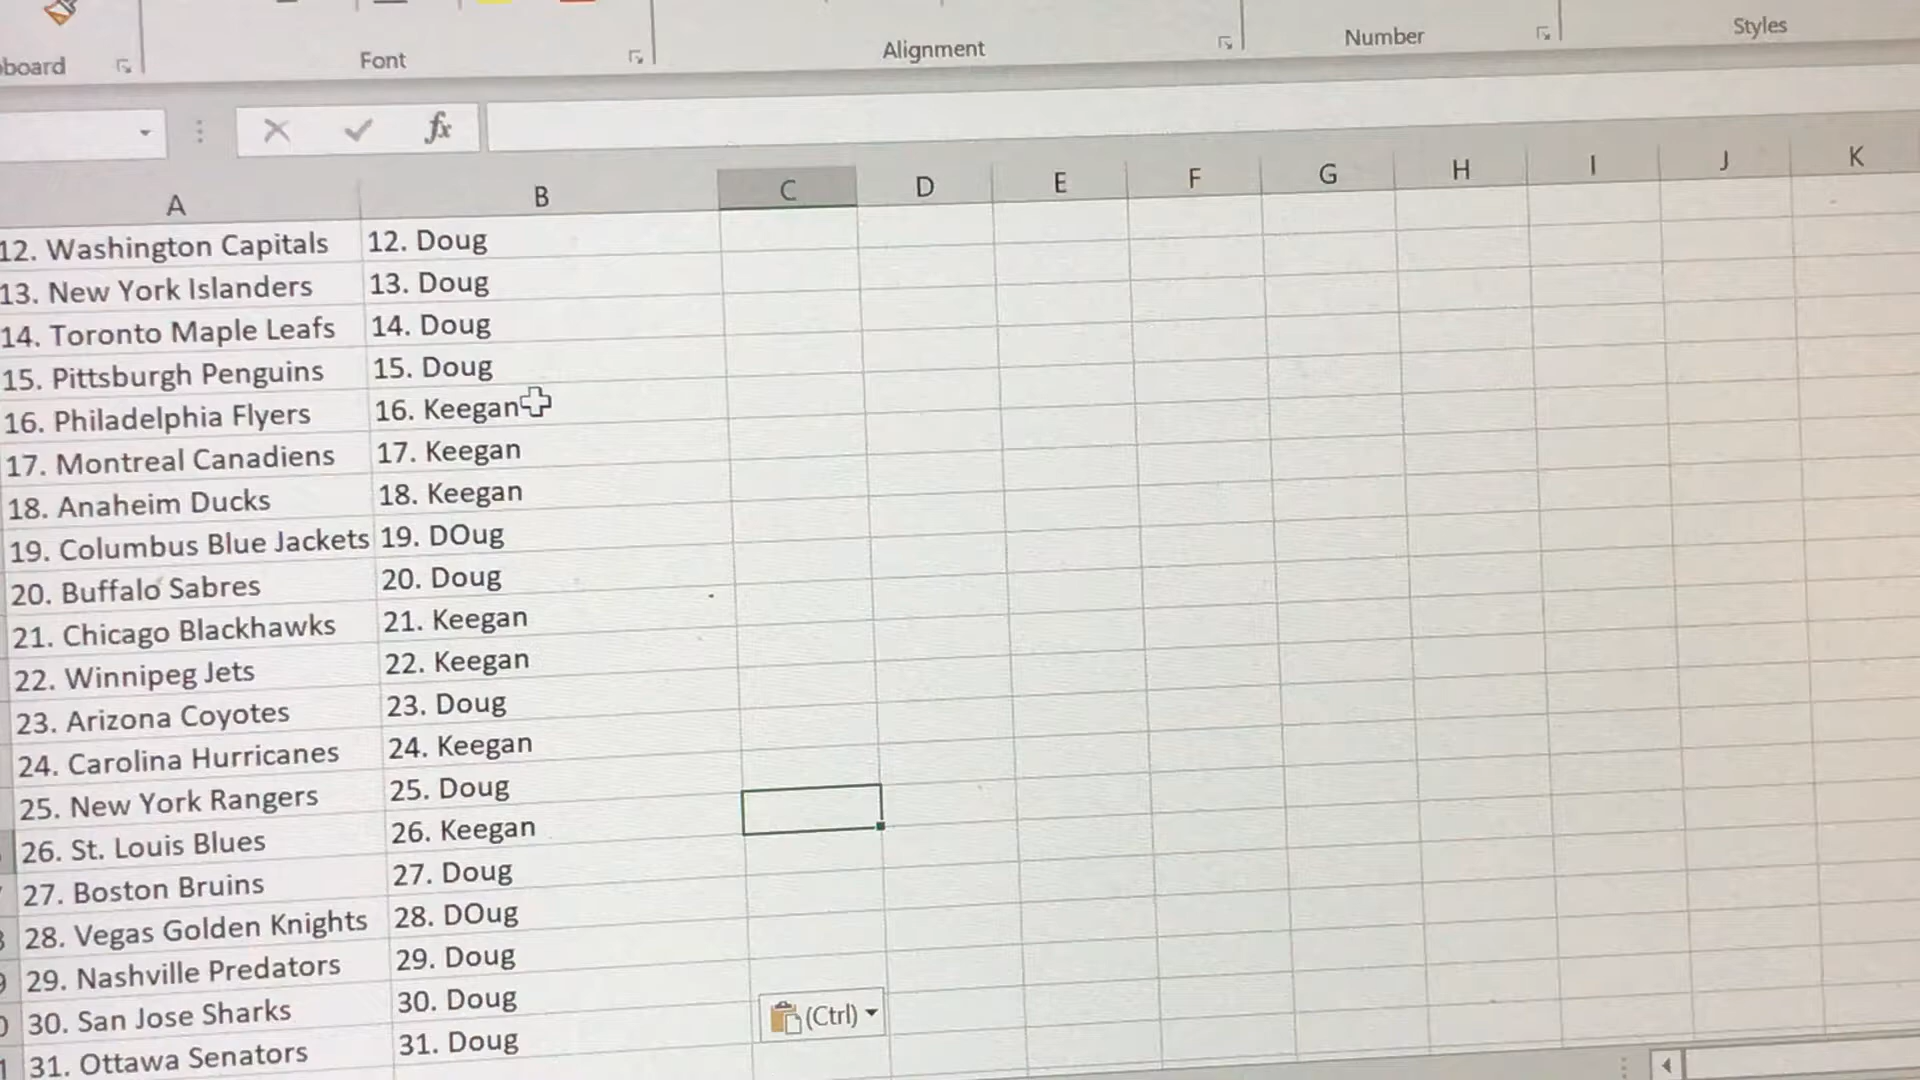 board
Font
Alignment
Number
Styles
fx
A B C D E F G H I J K
12. Washington Capitals 12. Doug
13. New York Islanders 13. Doug
14. Toronto Maple Leafs 14. Doug
15. Pittsburgh Penguins 15. Doug
16. Philadelphia Flyers 16. Keegan
17. Montreal Canadiens 17. Keegan
18. Anaheim Ducks 18. Keegan
19. Columbus Blue Jackets 19. DOug
20. Buffalo Sabres 20. Doug
21. Chicago Blackhawks 21. Keegan
22. Winnipeg Jets 22. Keegan
23. Arizona Coyotes 23. Doug
24. Carolina Hurricanes 24. Keegan
25. New York Rangers 25. Doug
26. St. Louis Blues 26. Keegan
27. Boston Bruins 27. Doug
28. Vegas Golden Knights 28. DOug
29. Nashville Predators 29. Doug
30. San Jose Sharks 30. Doug
(Ctrl)
31. Ottawa Senators 31. Doug